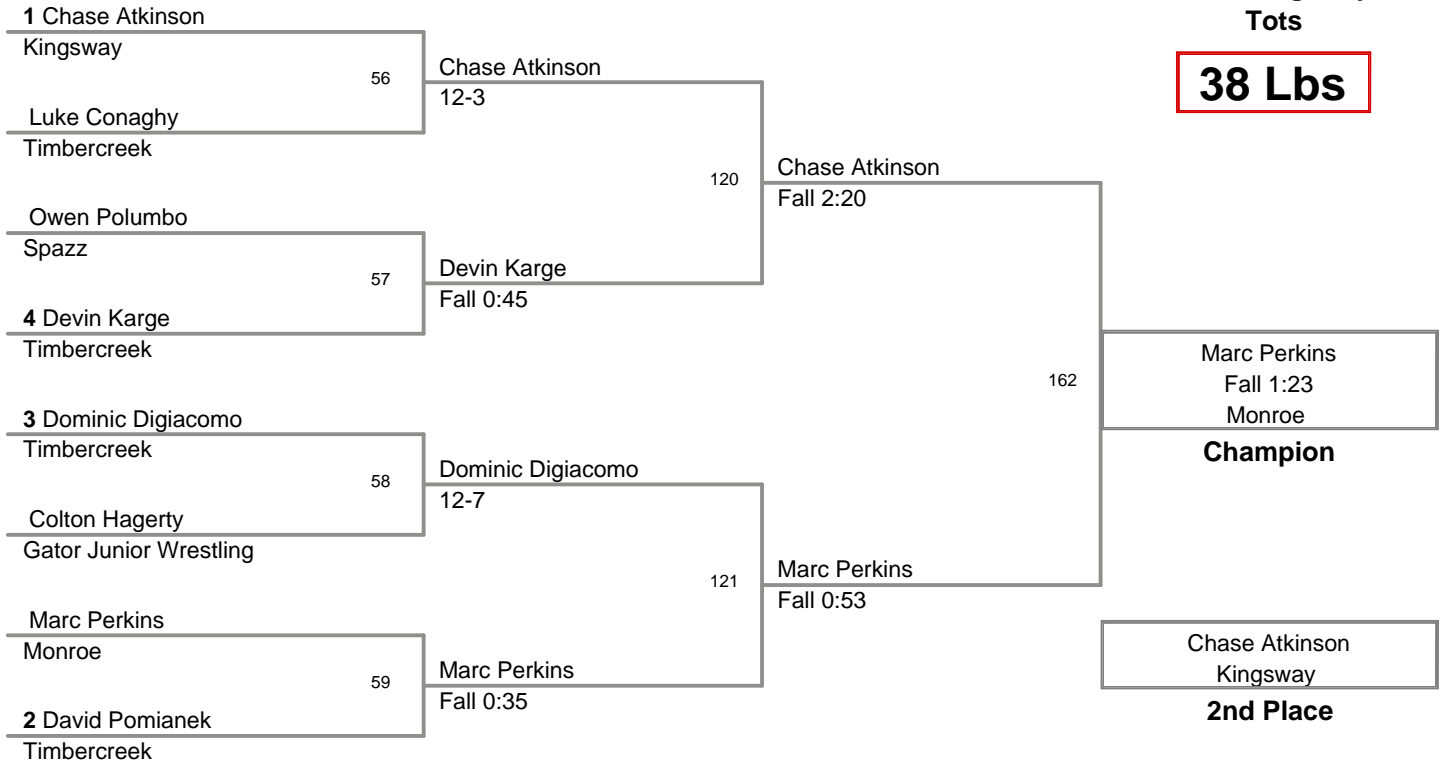 1 Chase Atkinson
Kingsway
56
Luke Conaghy
Timbercreek
Owen Polumbo
Spazz
57
4 Devin Karge
Timbercreek
3 Dominic Digiacomo
Timbercreek
58
Colton Hagerty
Gator Junior Wrestling
Marc Perkins
Monroe
59
2 David Pomianek
Timbercreek
Chase Atkinson
12-3
120
Devin Karge
Fall 0:45
Dominic Digiacomo
12-7
121
Marc Perkins
Fall 0:35
Chase Atkinson
Fall 2:20
162
Marc Perkins
Fall 0:53
Tots
38 Lbs
Marc Perkins
Fall 1:23
Monroe
Champion
Chase Atkinson
Kingsway
2nd Place